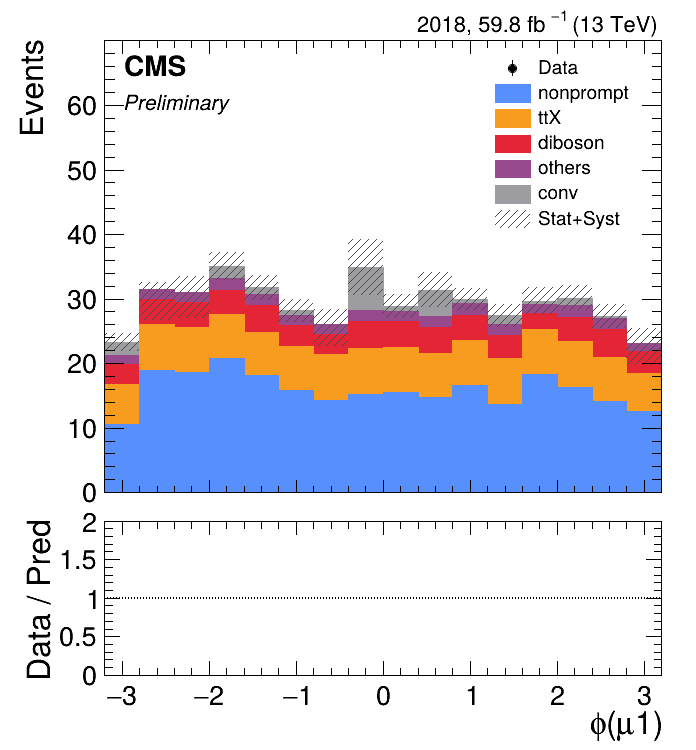 2018, 59.8 fb⁻¹ (13 TeV)
CMS
Preliminary
Data
nonprompt
ttX
diboson
others
conv
Stat+Syst
Events
60
50
40
30
20
10
0
Data / Pred
2
1.5
1
0.5
0
−3 −2 −1 0 1 2 3
ϕ(μ1)